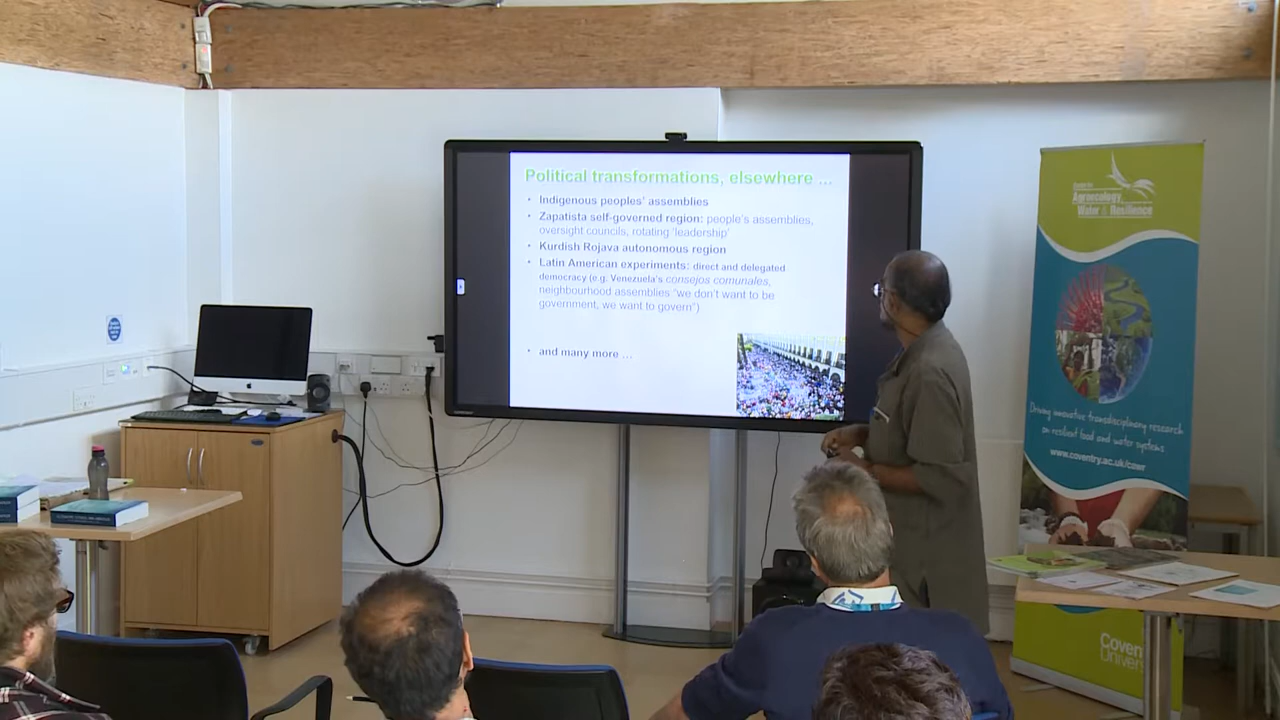 Political transformations, elsewhere ...
• Indigenous peoples' assemblies
• Zapatista self-governed region: people's assemblies,
oversight councils, rotating 'leadership'
• Kurdish Rojava autonomous region
• Latin American experiments: direct and delegated
democracy (e.g. Venezuela's consejos comunales,
neighbourhood assemblies "we don't want to be
government, we want to govern")
• and many more ...
Agroecology
Water & Resilience
Driving innovative transdisciplinary research
on resilient food and water systems
www.coventry.ac.uk/cawr
Coven
Univer